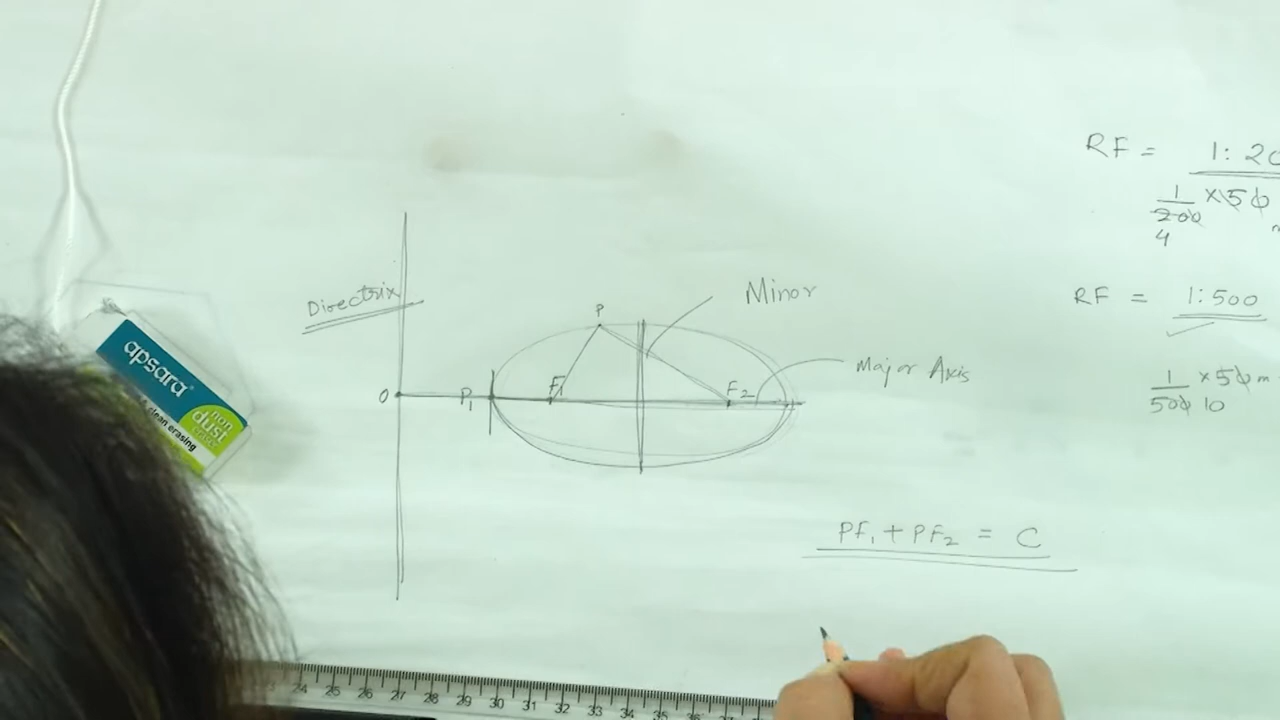 RF = 1: 20
1 × 50
200
4
Directrix
Minor
RF = 1:500
P
apsara
non
dust
clean erasing
Major Axis
1 × 50 m
500 10
O P1 F1 F2
PF1 + PF2 = C
24 25 26 27 28 29 30 31 32 33 34 35 36